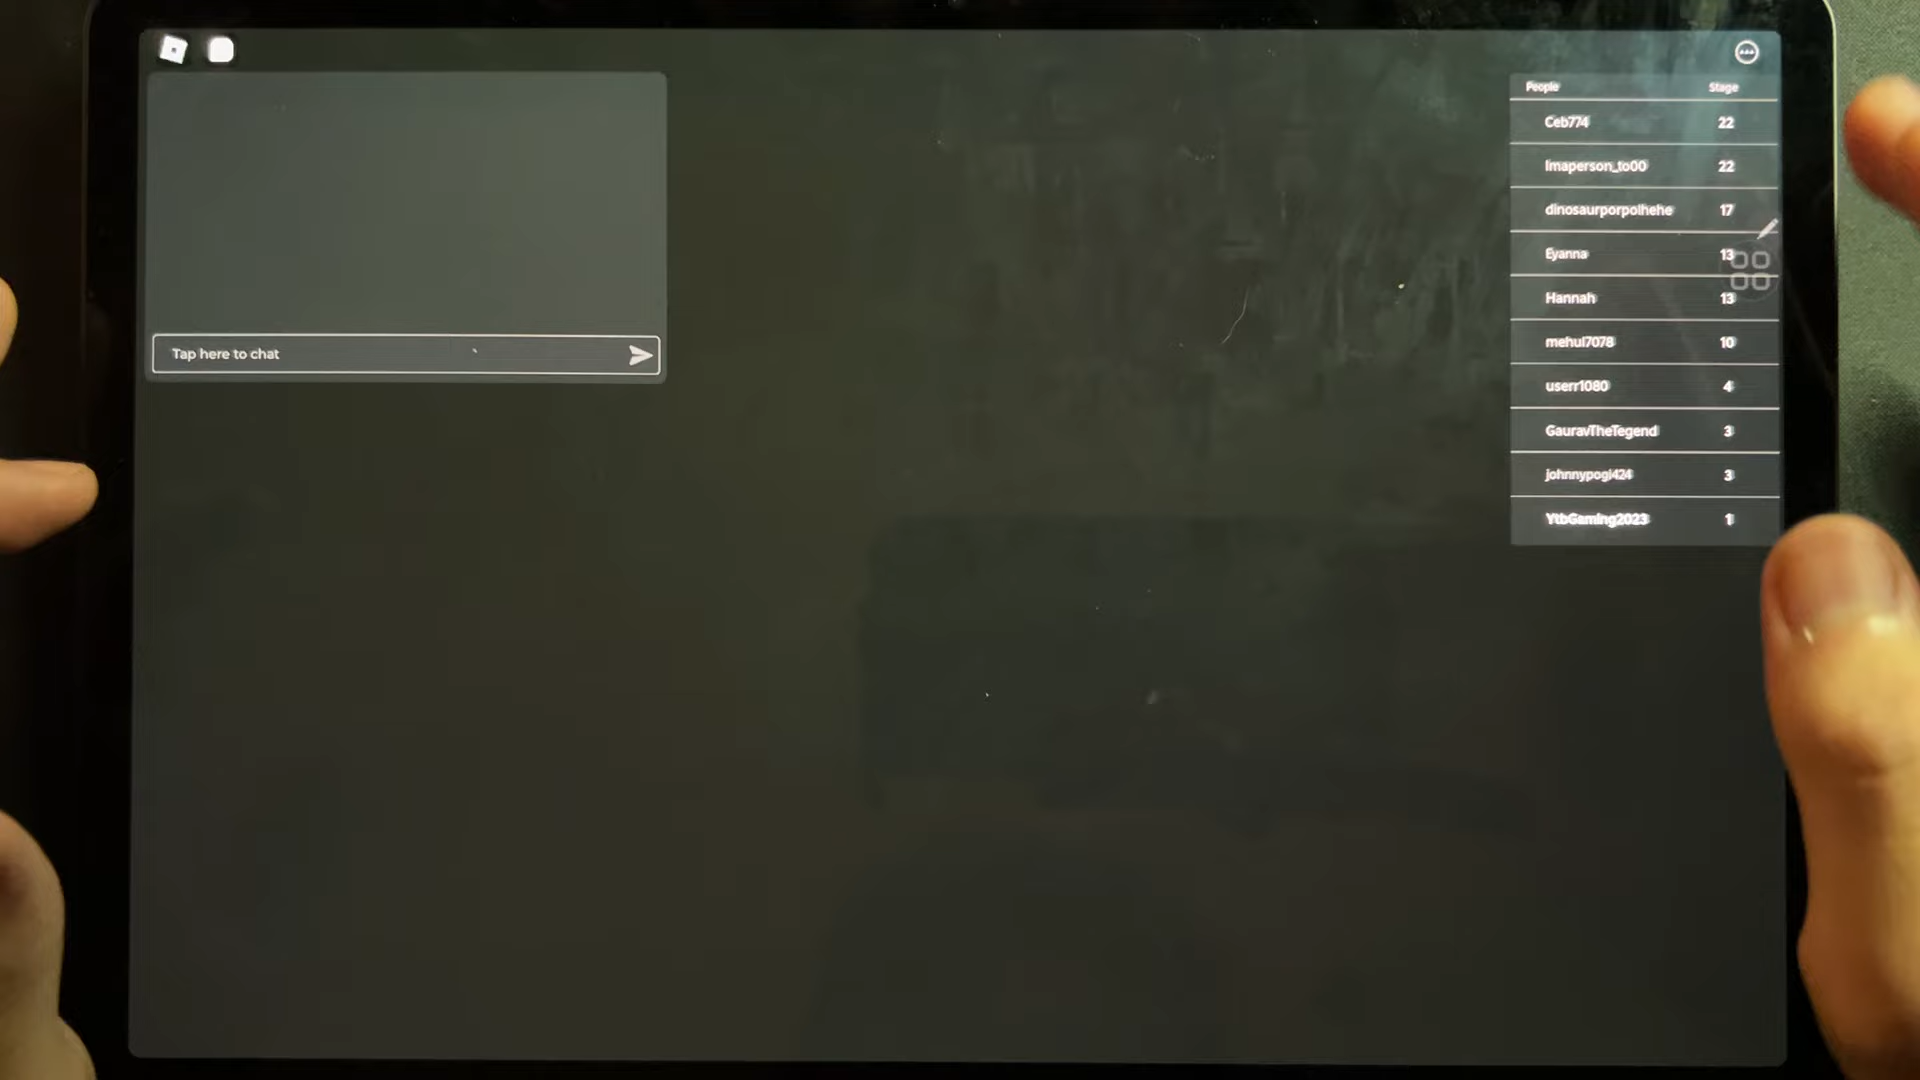 People Stage
Ceb774 22
Imaperson_to00 22
dinosaurporpolhehe 17
Eyanna 13
Hannah 13
mehul7078 10
userr1080 4
GauravTheTegend 3
johnnypogi424 3
YtbGaming2023 1
Tap here to chat